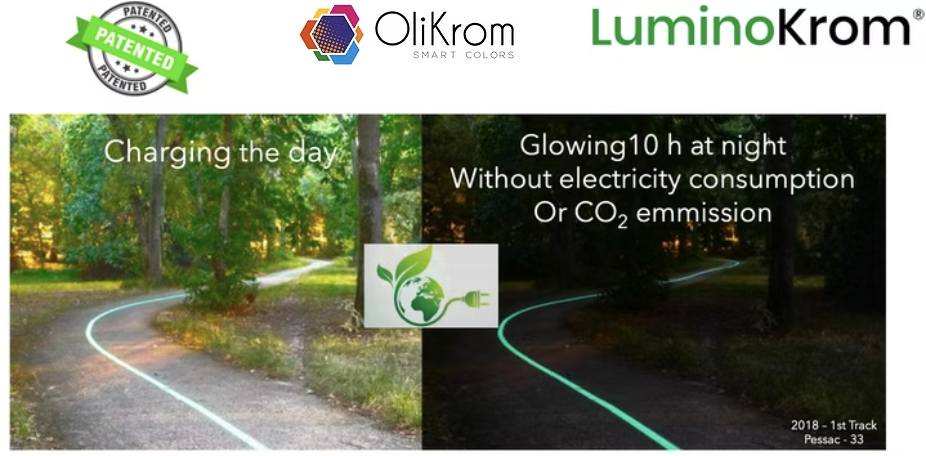 PATENTED
PATENTED
PATENTED
OliKrom
SMART COLORS
LuminoKrom®
Charging the day
Glowing10 h at night
Without electricity consumption
Or CO₂ emmission
2018 – 1st Track
Pessac - 33